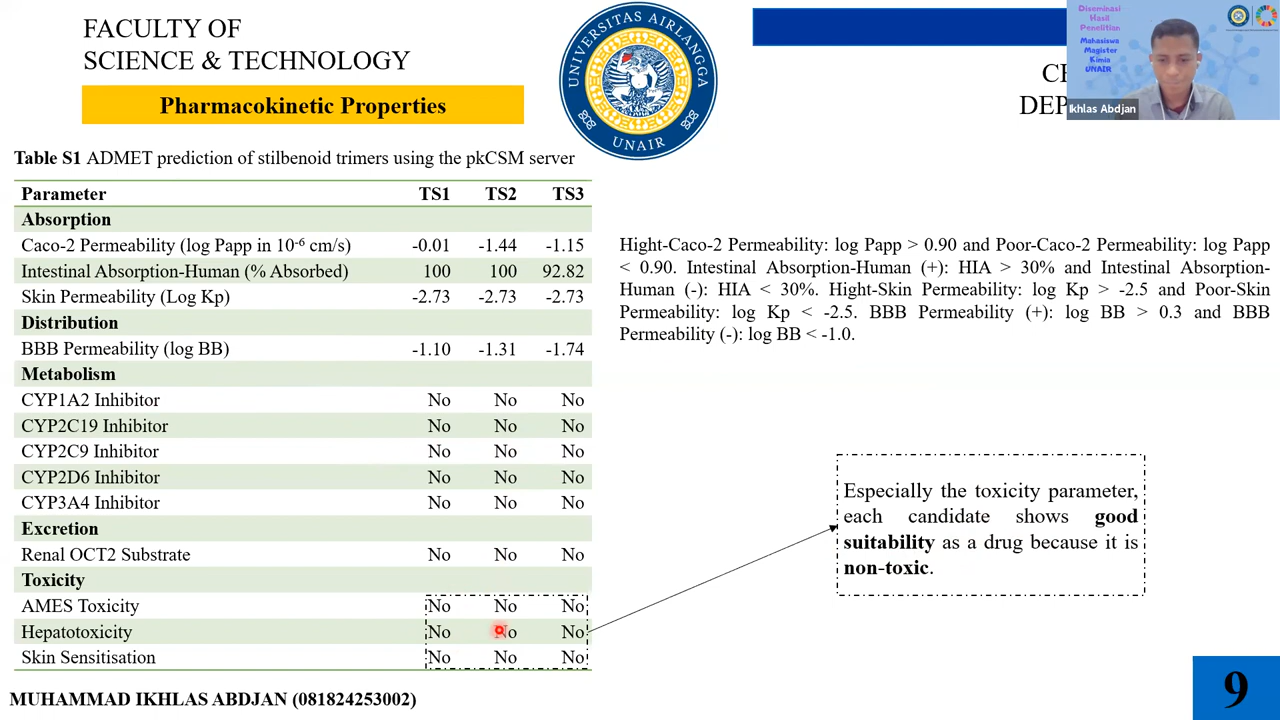 FACULTY OF
SCIENCE & TECHNOLOGY
Pharmacokinetic Properties
UNIVERSITAS AIRLANGGA
UNAIR
Diseminasi
Hasil
Penelitian
Mahasiswa
Magister
Kimia
UNAIR
Ikhlas Abdjan
Table S1 ADMET prediction of stilbenoid trimers using the pkCSM server
Parameter TS1 TS2 TS3
Absorption
Caco-2 Permeability (log Papp in 10-6 cm/s) -0.01 -1.44 -1.15
Intestinal Absorption-Human (% Absorbed) 100 100 92.82
Skin Permeability (Log Kp) -2.73 -2.73 -2.73
Distribution
BBB Permeability (log BB) -1.10 -1.31 -1.74
Metabolism
CYP1A2 Inhibitor No No No
CYP2C19 Inhibitor No No No
CYP2C9 Inhibitor No No No
CYP2D6 Inhibitor No No No
CYP3A4 Inhibitor No No No
Excretion
Renal OCT2 Substrate No No No
Toxicity
AMES Toxicity No No No
Hepatotoxicity No No No
Skin Sensitisation No No No
Hight-Caco-2 Permeability: log Papp > 0.90 and Poor-Caco-2 Permeability: log Papp
< 0.90. Intestinal Absorption-Human (+): HIA > 30% and Intestinal Absorption-
Human (-): HIA < 30%. Hight-Skin Permeability: log Kp > -2.5 and Poor-Skin
Permeability: log Kp < -2.5. BBB Permeability (+): log BB > 0.3 and BBB
Permeability (-): log BB < -1.0.
Especially the toxicity parameter,
each candidate shows good
suitability as a drug because it is
non-toxic.
MUHAMMAD IKHLAS ABDJAN (081824253002)
9